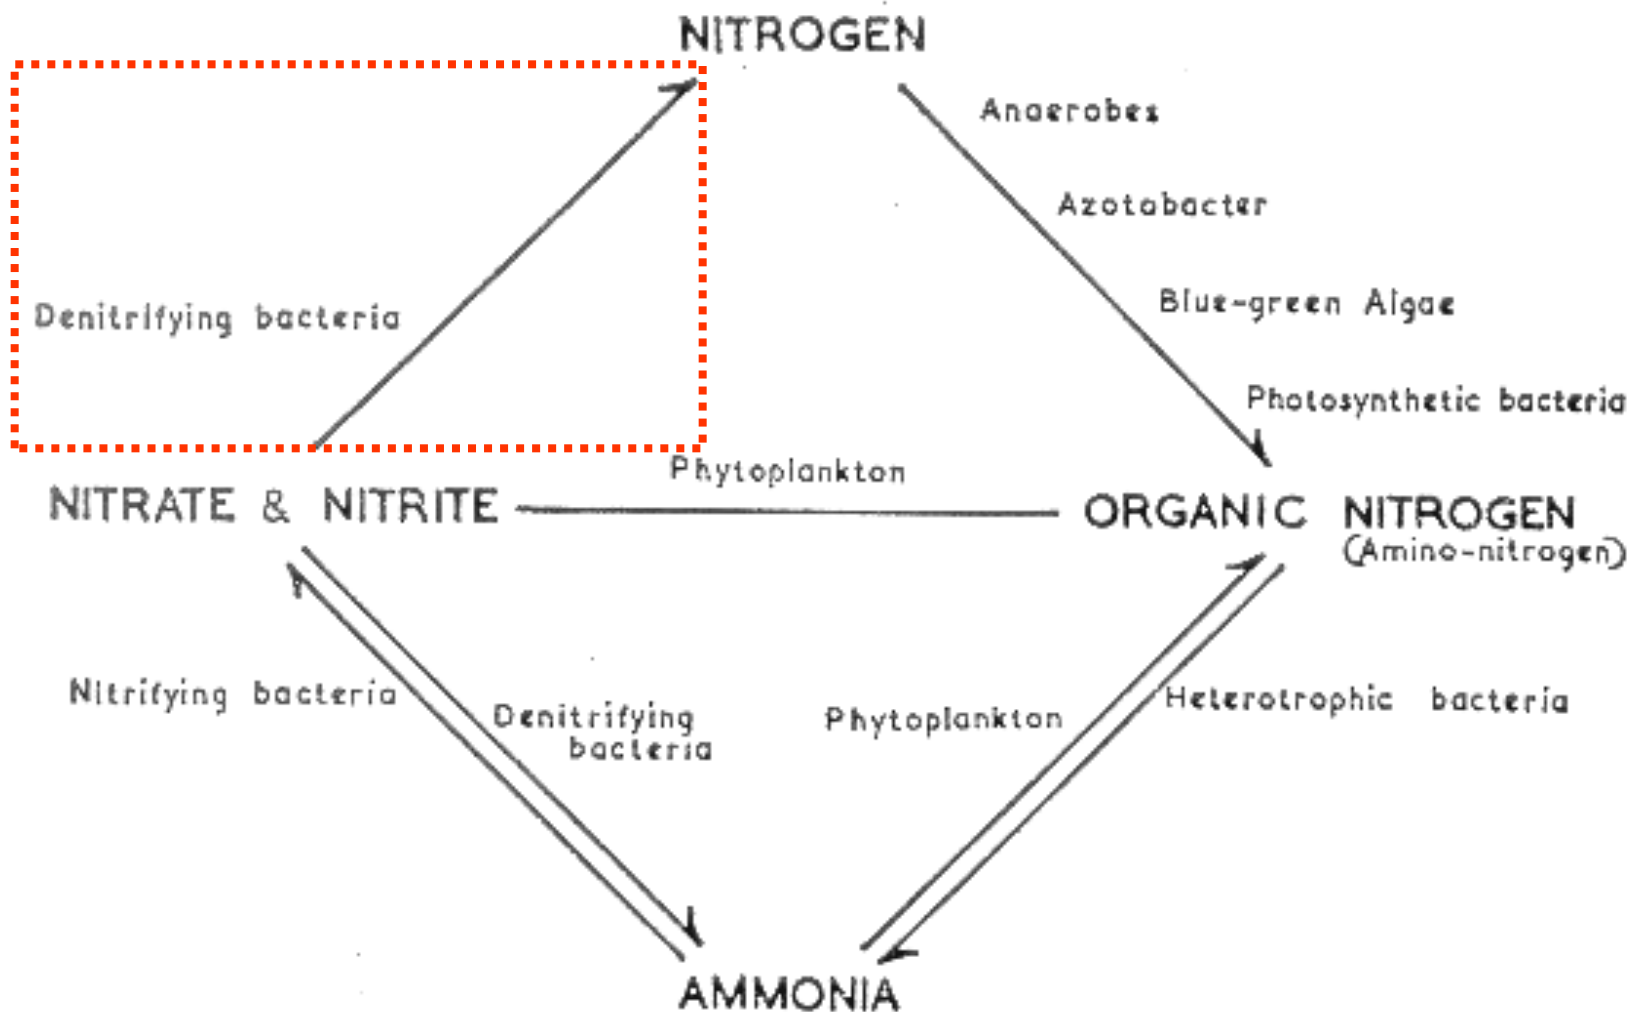 NITROGEN
Anaerobes
Azotobacter
Denitrifying bacteria
Blue-green Algae
Photosynthetic bacteria
Phytoplankton
NITRATE & NITRITE
ORGANIC NITROGEN
(Amino-nitrogen)
Nitrifying bacteria
Denitrifying
bacteria
Phytoplankton
Heterotrophic bacteria
AMMONIA